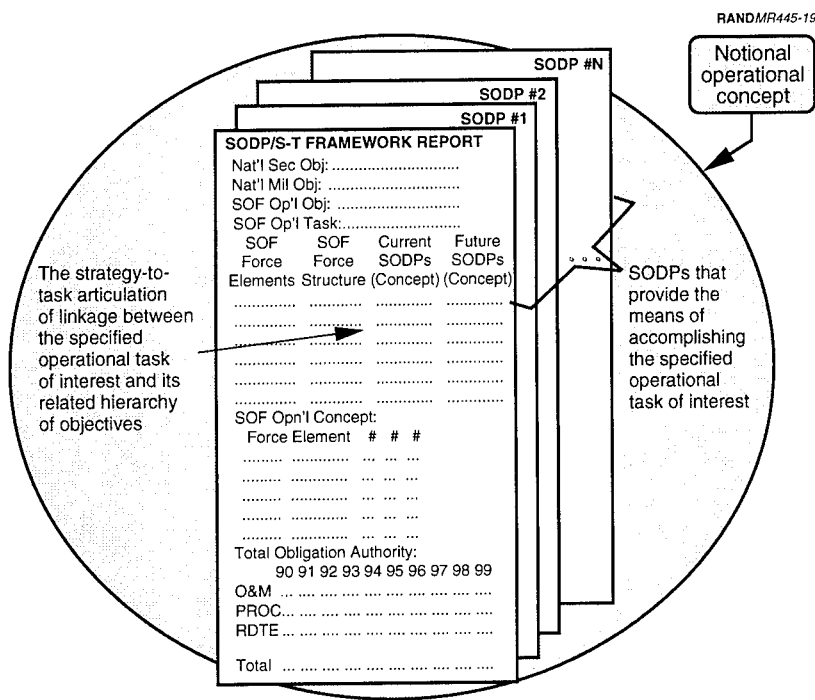 RANDMR445-19
Notional
operational
concept
SODP #N
SODP #2
SODP #1
SODP/S-T FRAMEWORK REPORT
Nat'l Sec Obj: ............................
Nat'l Mil Obj: ............................
SOF Op'l Obj: ............................
SOF Op'l Task:..........................
SOF SOF Current Future
Force Force SODPs SODPs
Elements Structure (Concept) (Concept)
SOF Opn'l Concept:
Force Element # # #
Total Obligation Authority:
90 91 92 93 94 95 96 97 98 99
O&M ... .... .... .... .... .... .... .... .... ....
PROC... .... .... .... .... .... .... .... .... ....
RDTE ... .... .... .... .... .... .... .... .... ....
Total ... .... .... .... .... .... .... .... .... ....
The strategy-to-
task articulation
of linkage between
the specified
operational task
of interest and its
related hierarchy
of objectives
SODPs that
provide the
means of
accomplishing
the specified
operational
task of interest